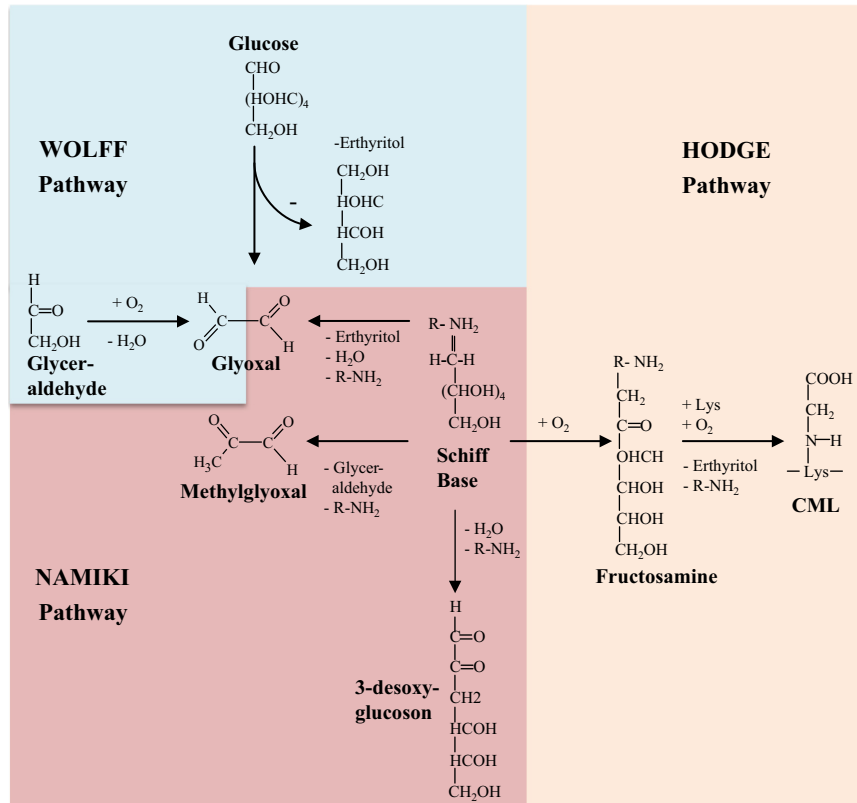 Glucose
CHO
(HOHC)4
CH2OH
WOLFF
Pathway
-Erthyritol
CH2OH
HOHC
HCOH
CH2OH
-
HODGE
Pathway
H
C=O
CH2OH
Glycer-
aldehyde
+ O2
- H2O
H
O
O
H
Glyoxal
- Erthyritol
- H2O
- R-NH2
R- NH2
H-C-H
(CHOH)4
CH2OH
Schiff
Base
O
O
H3C
H
Methylglyoxal
- Glycer-
aldehyde
- R-NH2
+ O2
R- NH2
CH2
C=O
OHCH
CHOH
CHOH
CH2OH
Fructosamine
+ Lys
+ O2
- Erthyritol
- R-NH2
COOH
CH2
N-H
-Lys-
CML
- H2O
- R-NH2
NAMIKI
Pathway
H
C=O
C=O
CH2
HCOH
HCOH
CH2OH
3-desoxy-
glucoson